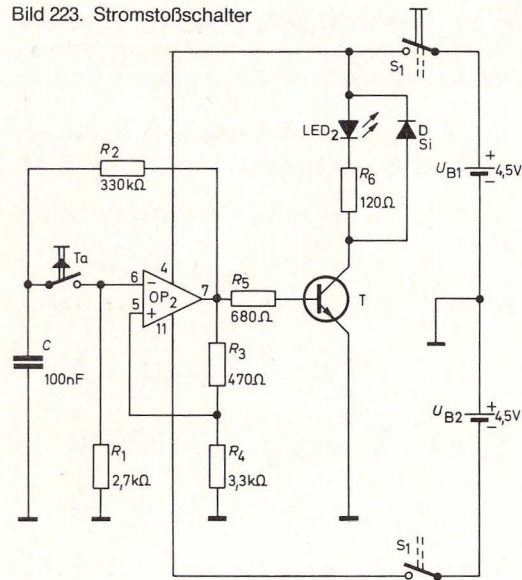 Bild 223. Stromstoßschalter
S1
R2
330kΩ
LED2
D
Si
UB1
+
−
4,5V
R6
120Ω
Ta
4
6
−
OP2
7
5
+
11
R5
680Ω
T
C
100nF
R3
470Ω
UB2
+
−
4,5V
R1
2,7kΩ
R4
3,3kΩ
S1